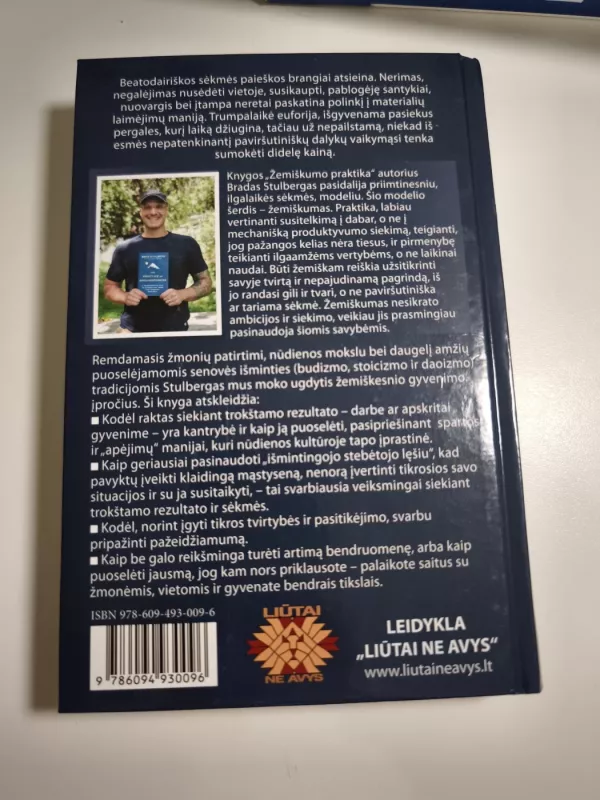 Beatodairiškos sėkmės paieškos brangiai atsieina. Nerimas,
negalėjimas nusėdėti vietoje, susikaupti, pablogėję santykiai,
nuovargis bei įtampa neretai paskatina polinkį į materialių
laimėjimų maniją. Trumpalaikė euforija, išgyvenama pasiekus
pergales, kurį laiką džiugina, tačiau už nepailstamą, niekad iš
esmės nepatenkinantį paviršutiniškų dalykų vaikymąsi tenka
sumokėti didelę kainą.
Knygos „Žemiškumo praktika“ autorius
Bradas Stulbergas pasidalija priimtinesniu,
ilgalaikės sėkmės, modeliu. Šio modelio
šerdis – žemiškumas. Praktika, labiau
vertinanti susitelkimą į dabar, o ne į
mechanišką produktyvumo siekimą, teigianti,
jog pažangos kelias nėra tiesus, ir pirmenybę
teikianti ilgaamžėms vertybėms, o ne laikinai
naudai. Būti žemiškam reiškia užsitikrinti
savyje tvirtą ir nepajudinamą pagrindą, iš
jo randasi gili ir tvari, o ne paviršutiniška
ar tariama sėkmė. Žemiškumas nesikrato
ambicijos ir siekimo, veikiau jis prasmingiau
pasinaudoja šiomis savybėmis.
Remdamasis žmonių patirtimi, nūdienos mokslu bei daugelį amžių
puoselėjamomis senovės išminties (budizmo, stoicizmo ir daoizmo)
tradicijomis Stulbergas mus moko ugdytis žemiškesnio gyvenimo
įpročius. Ši knyga atskleidžia:
Kodėl raktas siekiant trokštamo rezultato – darbe ar apskritai
gyvenime – yra kantrybė ir kaip ją puoselėti, pasipriešinant spartos
ir „apėjimų“ manijai, kuri nūdienos kultūroje tapo įprastinė.
Kaip geriausiai pasinaudoti „išmintingojo stebėtojo lęšiu“, kad
pavyktų įveikti klaidingą mąstyseną, nenorą įvertinti tikrosios savo
situacijos ir su ja susitaikyti, – tai svarbiausia veiksmingai siekiant
trokštamo rezultato ir sėkmės.
Kodėl, norint įgyti tikros tvirtybės ir pasitikėjimo, svarbu
pripažinti pažeidžiamumą.
Kaip be galo reikšminga turėti artimą bendruomenę, arba kaip
puoselėti jausmą, jog kam nors priklausote – palaikote saitus su
žmonėmis, vietomis ir gyvenate bendrais tikslais.
ISBN 978-609-493-009-6
9 786094 930096
LIŪTAI
NE AVYS
LEIDYKLA
„LIŪTAI NE AVYS“
www.liutaineavys.lt